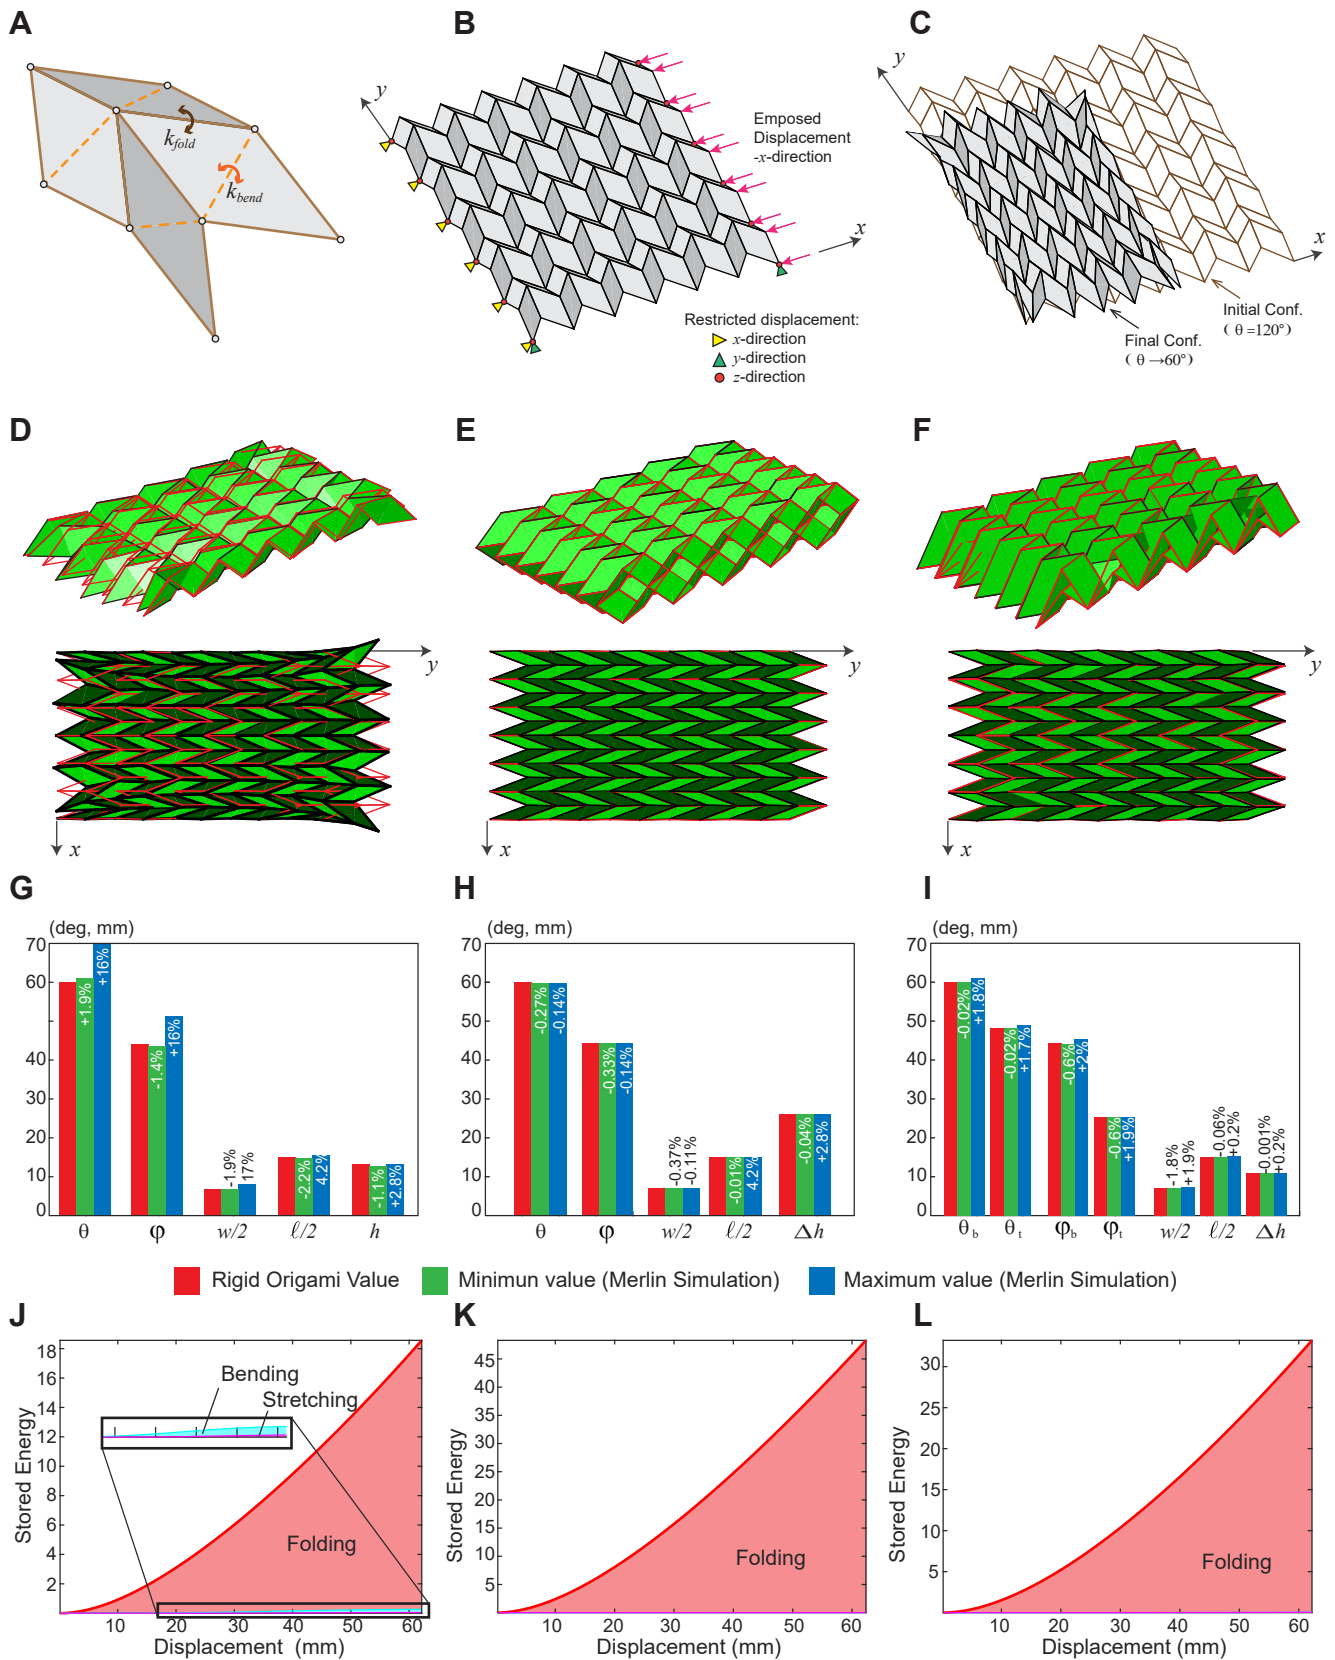 A
B
C
k_fold
k_bend
y
x
Emposed
Displacement
-x-direction
Restricted displacement:
x-direction
y-direction
z-direction
y
x
Initial Conf.
( θ =120°)
Final Conf.
( θ →60°)
D
E
F
y
x
y
x
y
x
G
H
I
(deg, mm)
70
60
40
30
20
10
0
+1.9%
+16%
-1.4%
+16%
-1.9%
17%
-2.2%
4.2%
-1.1%
+2.8%
θ
φ
w/2
ℓ/2
h
(deg, mm)
70
60
50
40
30
20
10
0
-0.27%
-0.14%
-0.33%
-0.14%
-0.37%
-0.11%
-0.01%
4.2%
-0.04%
+2.8%
θ
φ
w/2
ℓ/2
Δh
(deg, mm)
70
60
50
40
30
20
10
0
-0.02%
+1.8%
-0.02%
+1.7%
-0.6%
+2%
-0.6%
+1.9%
-1.8%
+1.9%
-0.06%
+0.2%
-0.001%
+0.2%
θ_b
θ_t
φ_b
φ_t
w/2
ℓ/2
Δh
Rigid Origami Value
Minimun value (Merlin Simulation)
Maximum value (Merlin Simulation)
J
K
L
18
16
14
12
10
8
6
4
2
Stored Energy
Bending
Stretching
Folding
10
20
30
40
50
60
Displacement (mm)
45
40
35
30
25
20
15
10
5
Stored Energy
Folding
10
20
30
40
50
60
Displacement (mm)
30
25
20
15
10
5
Stored Energy
Folding
10
20
30
40
50
60
Displacement (mm)